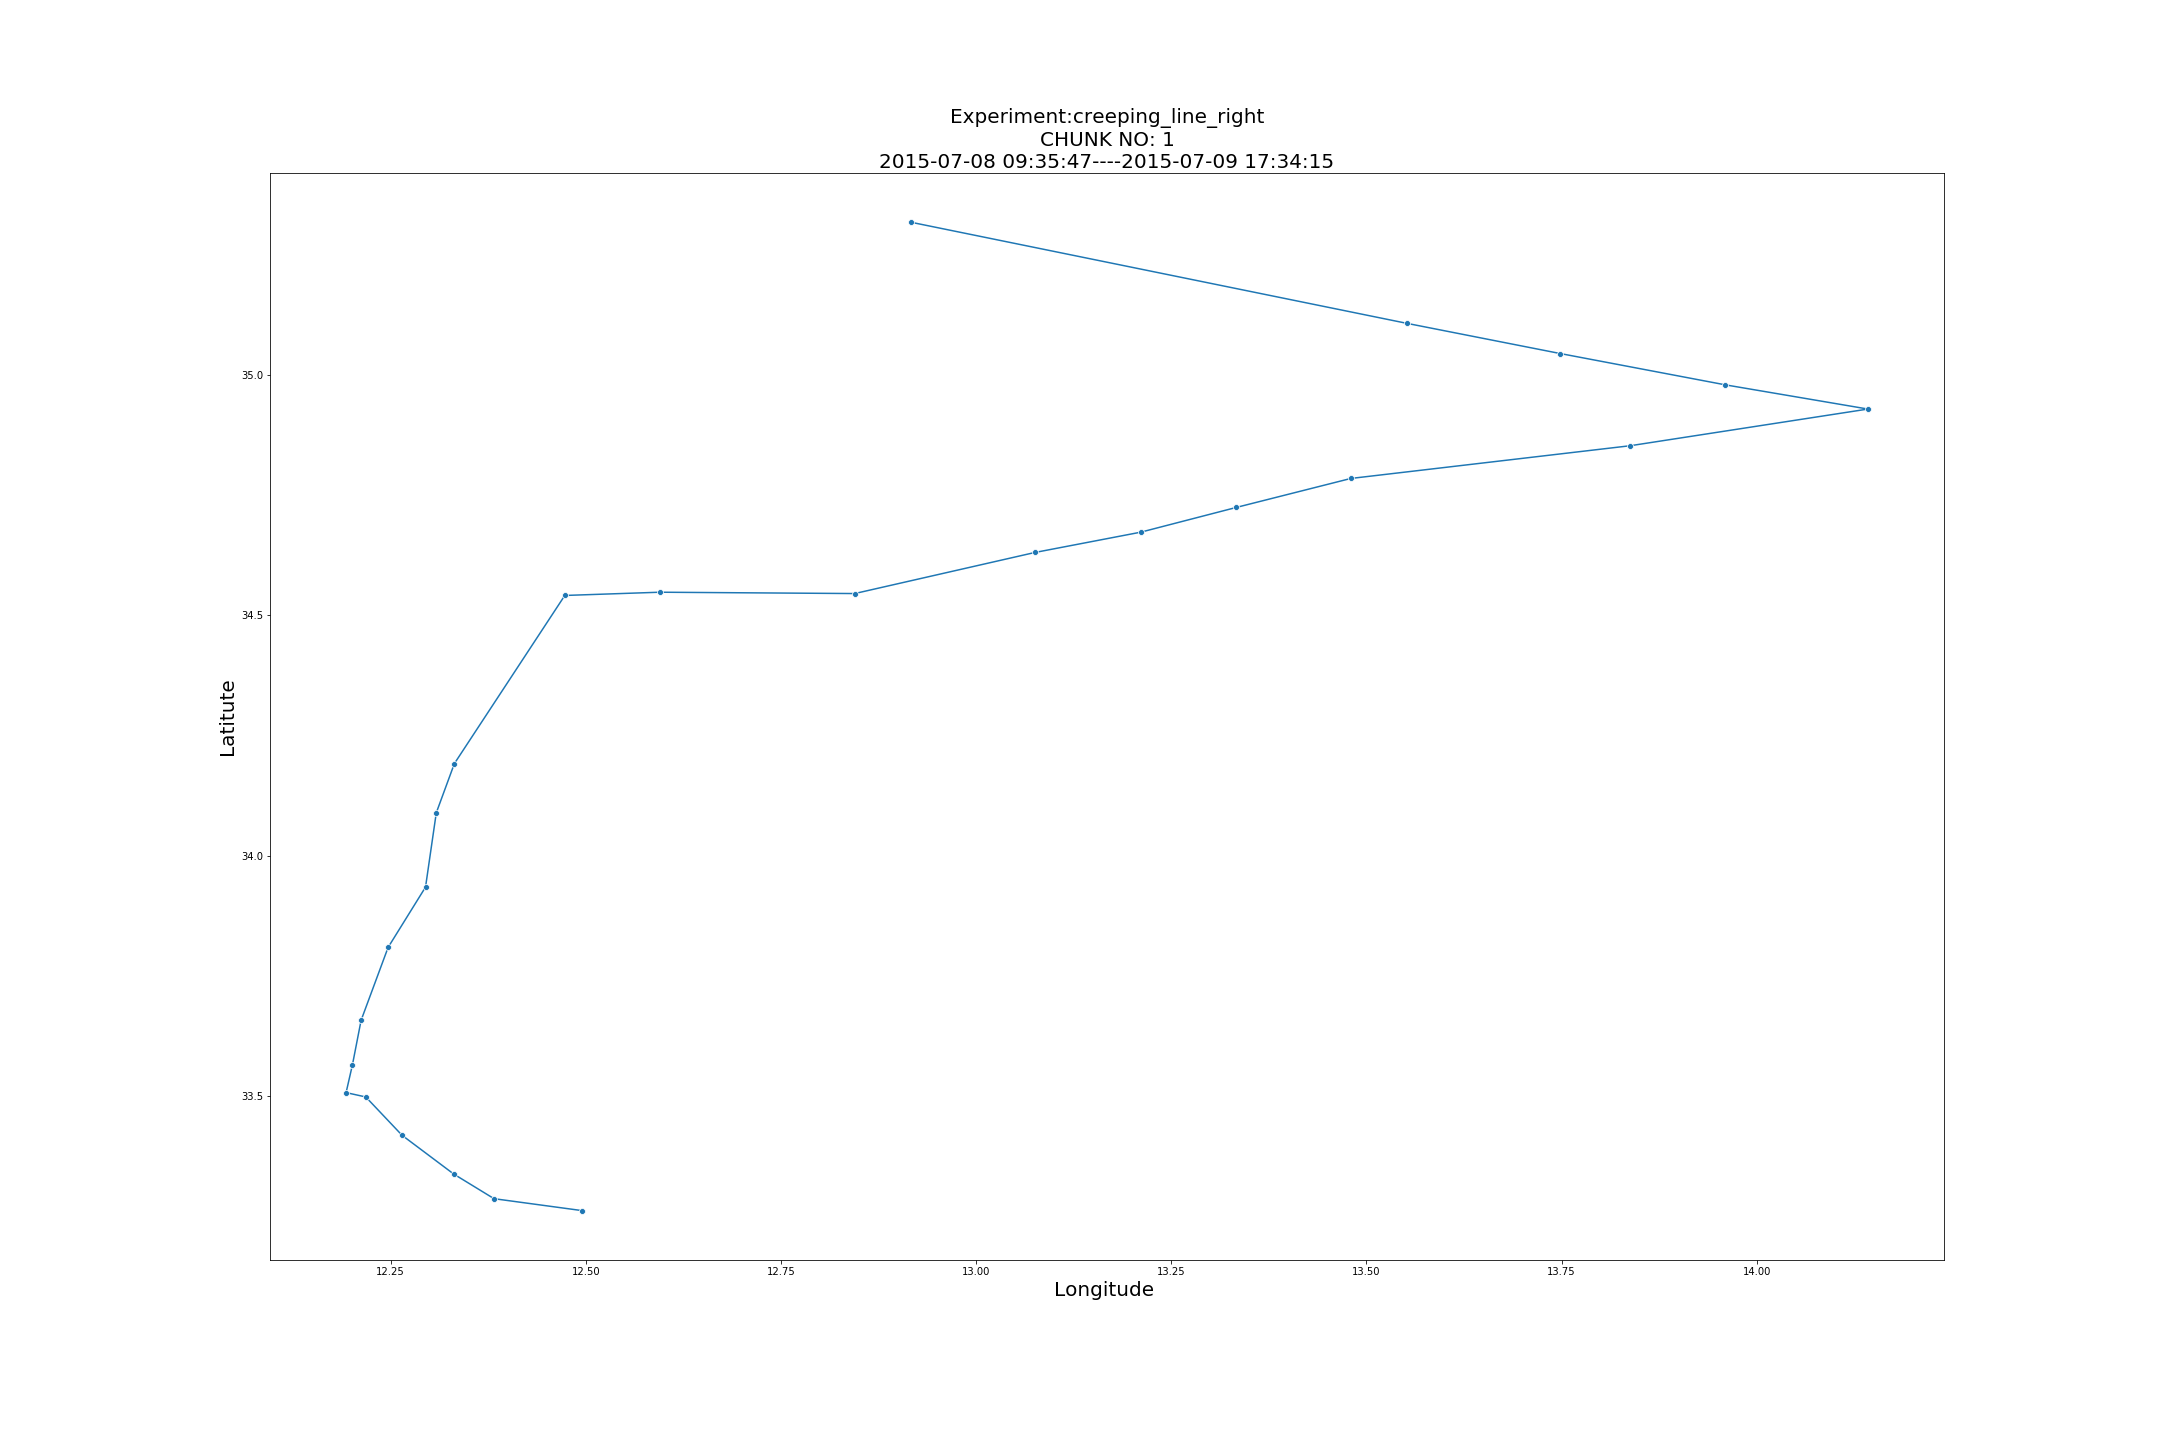 Experiment:creeping_line_right
CHUNK NO: 1
2015-07-08 09:35:47----2015-07-09 17:34:15
35.0
34.5
34.0
33.5
Latitute
12.25 12.50 12.75 13.00 13.25 13.50 13.75 14.00
Longitude